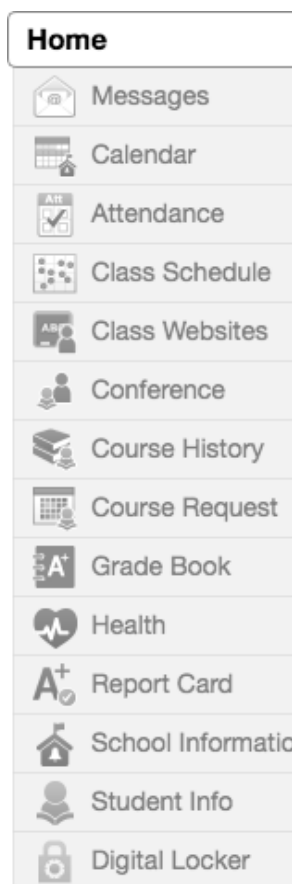 Home
Messages
Calendar
Att
Attendance
Class Schedule
Class Websites
Conference
Course History
Course Request
A+
Grade Book
Health
A+
Report Card
School Informatio
Student Info
Digital Locker